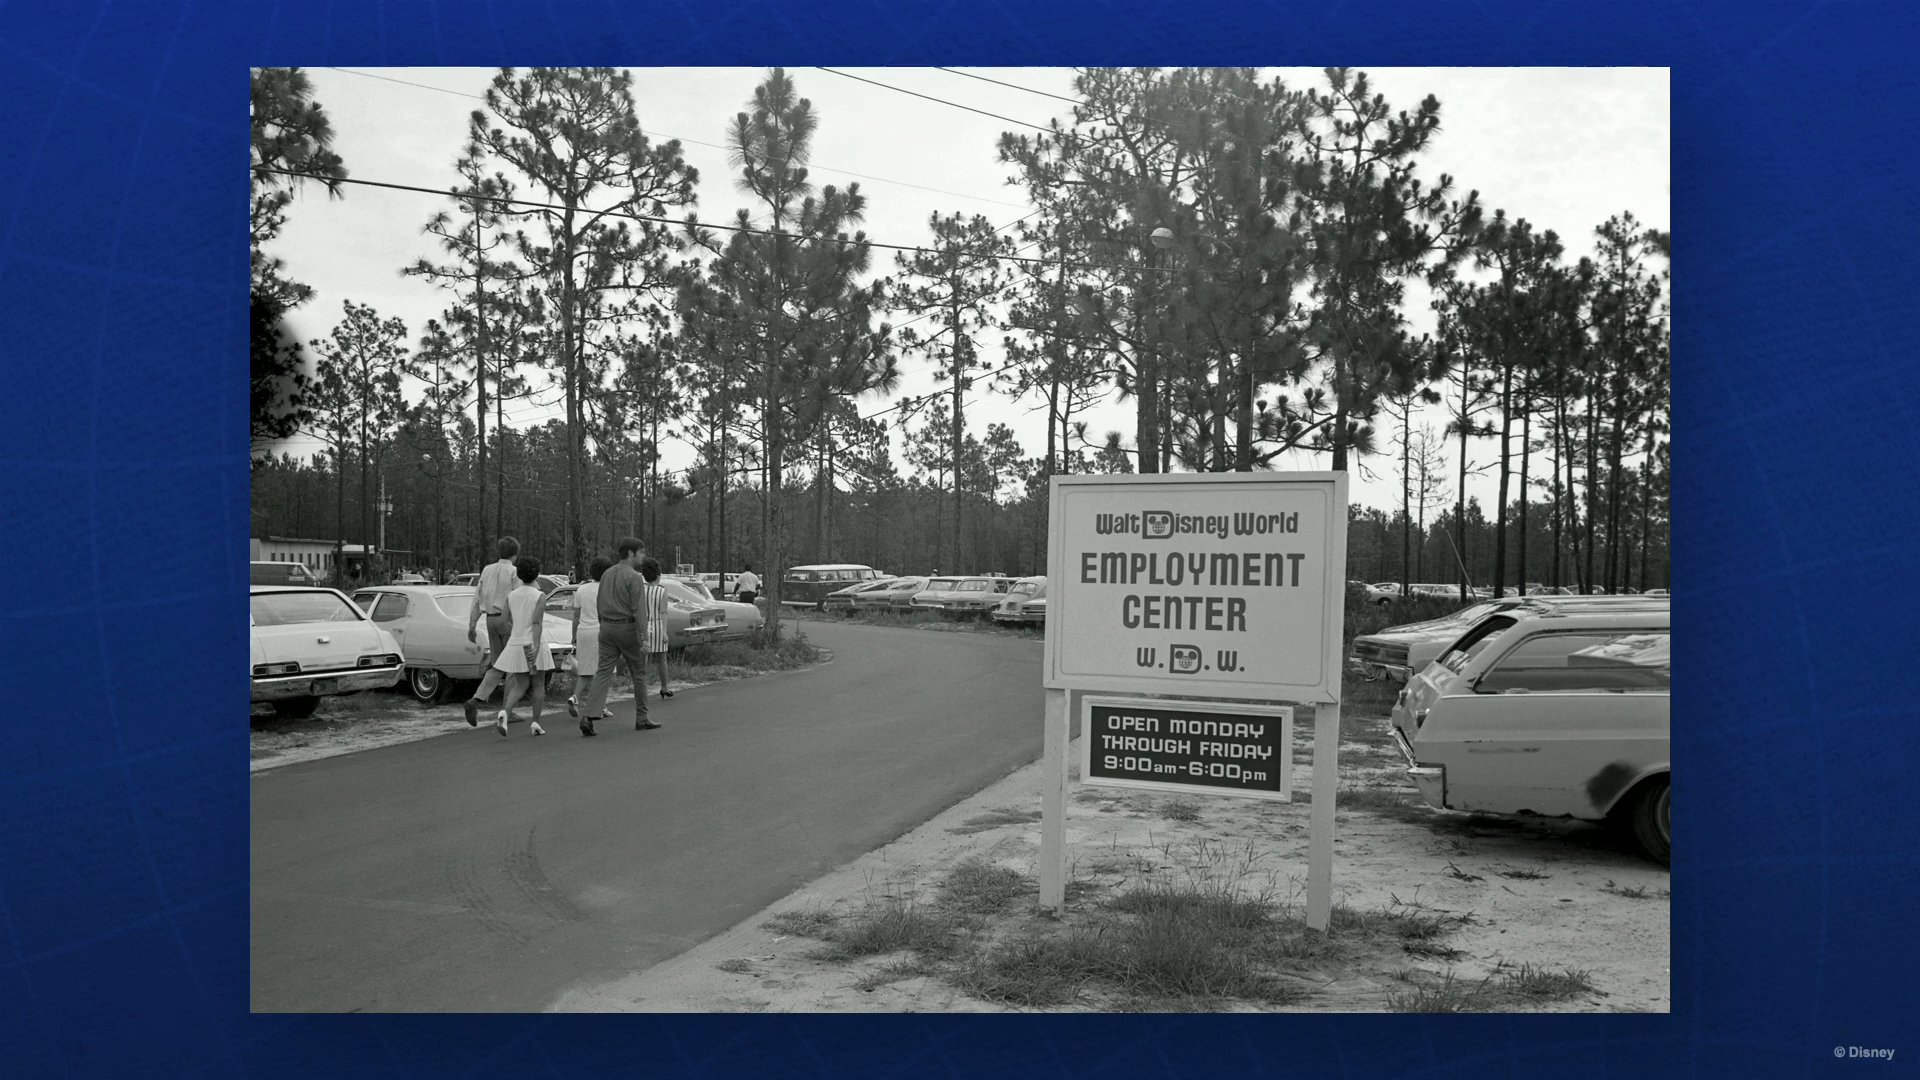 Walt Disney World
EMPLOYMENT
CENTER
W.D.W.
OPEN MONDAY
THROUGH FRIDAY
9:00am-6:00pm
© Disney